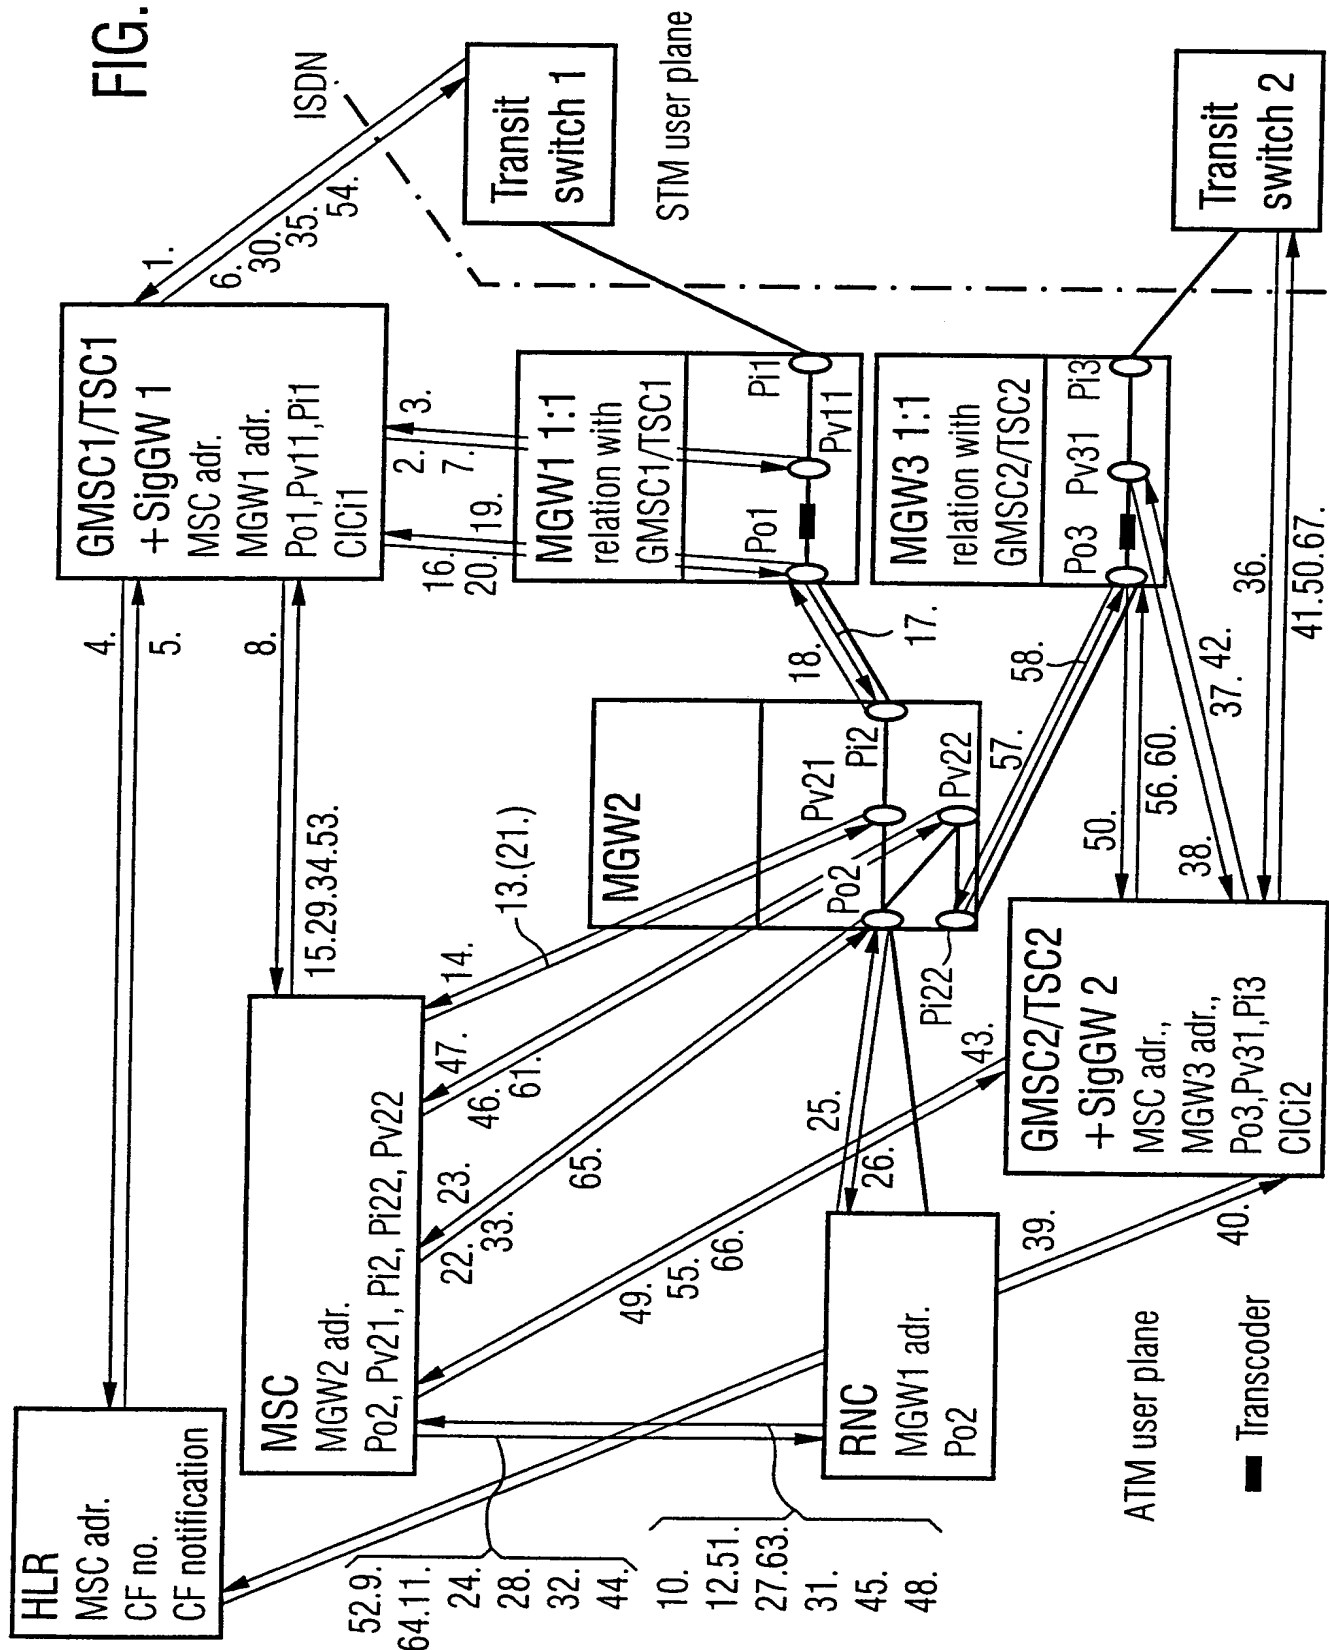 FIG.
ISDN
Transit
switch 1
STM user plane
Transit
switch 2
1.
6.
30.
35.
54.
GMSC1/TSC1
+SigGW 1
MSC adr.
MGW1 adr.
Po1,Pv11,Pi1
CICi1
2.
7.
3.
16.
20.
19.
MGW1 1:1
relation with
GMSC1/TSC1
Po1
Pv11
Pi1
MGW3 1:1
relation with
GMSC2/TSC2
Po3
Pv31
Pi3
36.
41.50.67.
4.
5.
8.
15.29.34.53.
18.
17.
57.
58.
37.
42.
38.
50.
56.60.
MGW2
Pv21
Pi2
Po2
Pv22
Pi22
13.(21.)
14.
47.
46.
61.
23.
22.
33.
65.
25.
26.
43.
49.
55.
66.
39.
40.
GMSC2/TSC2
+SigGW 2
MSC adr.,
MGW3 adr.,
Po3,Pv31,Pi3
CICi2
MSC
MGW2 adr.
Po2, Pv21, Pi2, Pi22, Pv22
RNC
MGW1 adr.
Po2
HLR
MSC adr.
CF no.
CF notification
52.9.
64.11.
24.
28.
32.
44.
10.
12.51.
27.63.
31.
45.
48.
ATM user plane
Transcoder